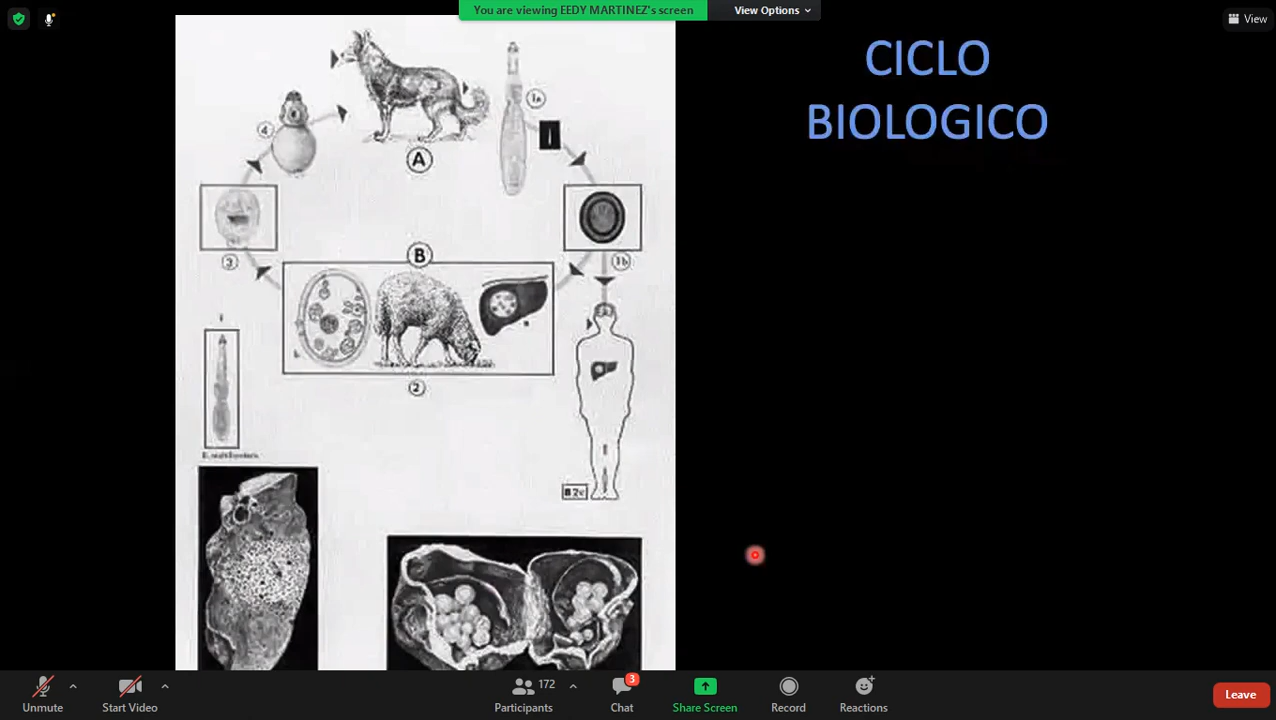 You are viewing EEDY MARTINEZ's screen
View Options
View
CICLO
BIOLOGICO
1a
4
A
B
3
1b
2
B 2c
Unmute
Start Video
172
Participants
3
Chat
Share Screen
Record
Reactions
Leave